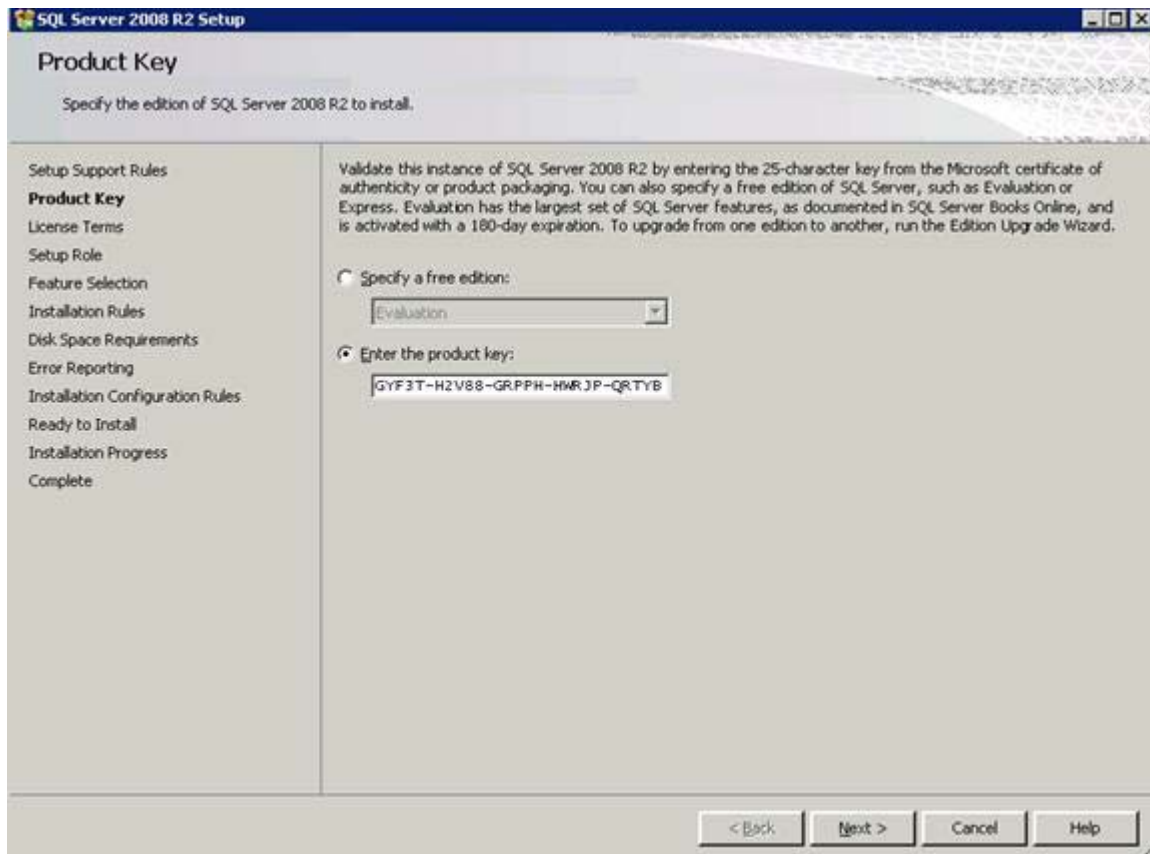 SQL Server 2008 R2 Setup
Product Key
Specify the edition of SQL Server 2008 R2 to install.
Setup Support Rules
Product Key
License Terms
Setup Role
Feature Selection
Installation Rules
Disk Space Requirements
Error Reporting
Installation Configuration Rules
Ready to Install
Installation Progress
Complete
Validate this instance of SQL Server 2008 R2 by entering the 25-character key from the Microsoft certificate of
authenticity or product packaging. You can also specify a free edition of SQL Server, such as Evaluation or
Express. Evaluation has the largest set of SQL Server features, as documented in SQL Server Books Online, and
is activated with a 180-day expiration. To upgrade from one edition to another, run the Edition Upgrade Wizard.
Specify a free edition:
Evaluation
Enter the product key:
GYF3T-H2V88-GRPPH-HWRJP-QRTYB
< Back
Next >
Cancel
Help